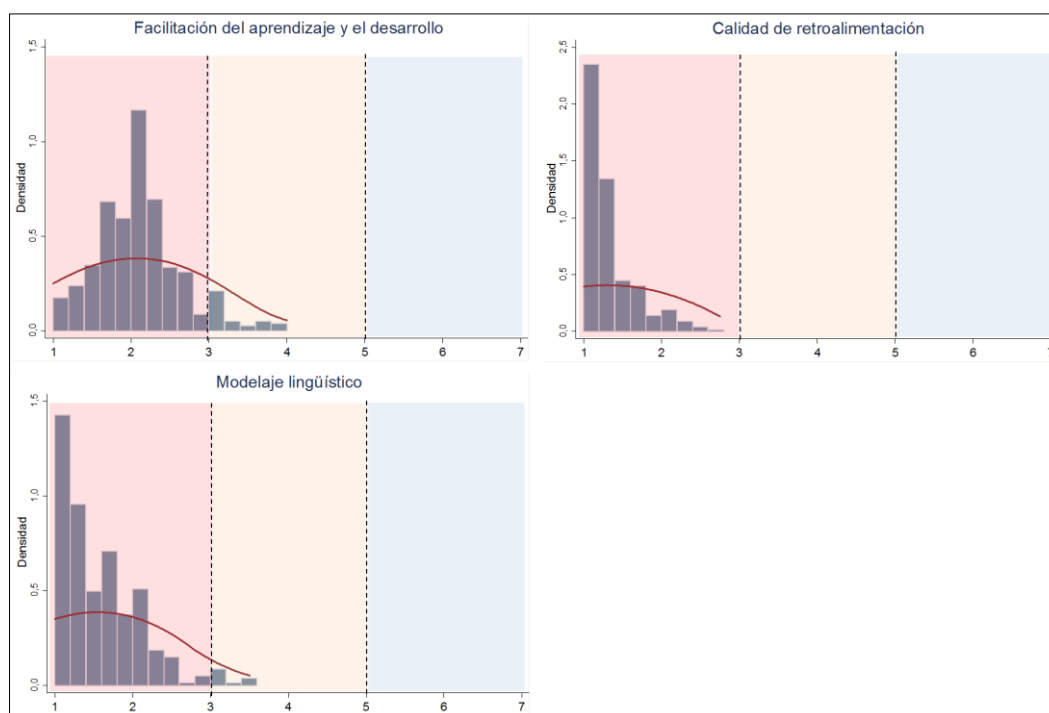 Facilitación del aprendizaje y el desarrollo
1.5
1.0
0.5
0.0
Densidad
1 2 3 4 5 6 7
Calidad de retroalimentación
2.5
2.0
1.5
1.0
0.5
0.0
Densidad
1 2 3 4 5 6 7
Modelaje lingüístico
1.5
1.0
0.5
0.0
Densidad
1 2 3 4 5 6 7